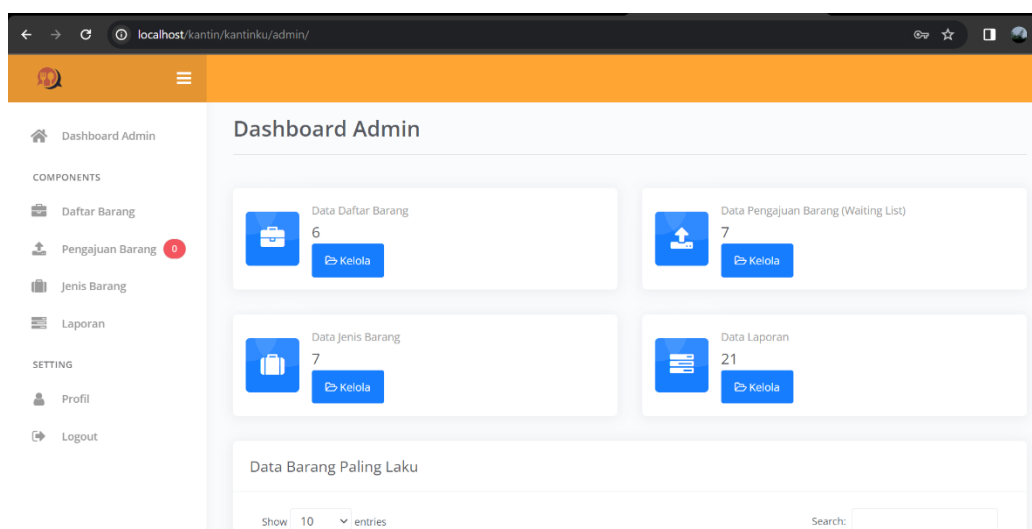 localhost/kantin/kantinku/admin/
Dashboard Admin
COMPONENTS
Daftar Barang
Pengajuan Barang 0
Jenis Barang
Laporan
SETTING
Profil
Logout
Dashboard Admin
Data Daftar Barang
6
Kelola
Data Pengajuan Barang (Waiting List)
7
Kelola
Data Jenis Barang
7
Kelola
Data Laporan
21
Kelola
Data Barang Paling Laku
Show 10 entries
Search: